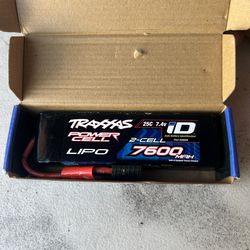 TRAXXAS
25C 7.4v
iD
POWER
CELL
2-CELL
LIPO
7600 MAH